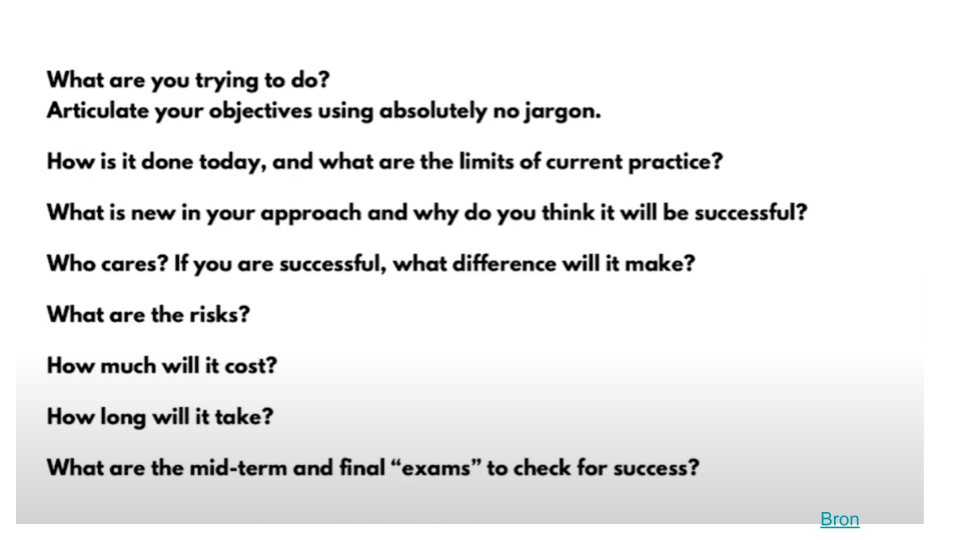 What are you trying to do?
Articulate your objectives using absolutely no jargon.
How is it done today, and what are the limits of current practice?
What is new in your approach and why do you think it will be successful?
Who cares? If you are successful, what difference will it make?
What are the risks?
How much will it cost?
How long will it take?
What are the mid-term and final “exams” to check for success?
Bron